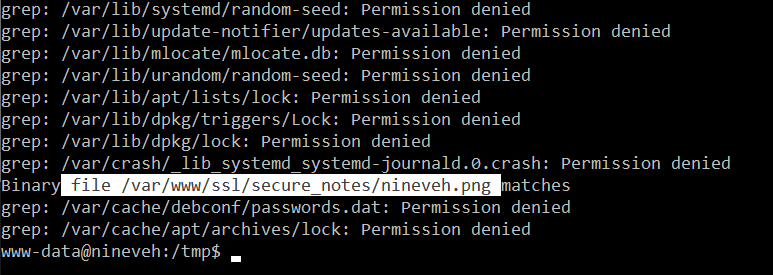 grep: /var/lib/systemd/random-seed: Permission denied
grep: /var/lib/update-notifier/updates-available: Permission denied
grep: /var/lib/mlocate/mlocate.db: Permission denied
grep: /var/lib/urandom/random-seed: Permission denied
grep: /var/lib/apt/lists/lock: Permission denied
grep: /var/lib/dpkg/triggers/Lock: Permission denied
grep: /var/lib/dpkg/lock: Permission denied
grep: /var/crash/_lib_systemd_systemd-journald.0.crash: Permission denied
Binary file /var/www/ssl/secure_notes/nineveh.png matches
grep: /var/cache/debconf/passwords.dat: Permission denied
grep: /var/cache/apt/archives/lock: Permission denied
www-data@nineveh:/tmp$